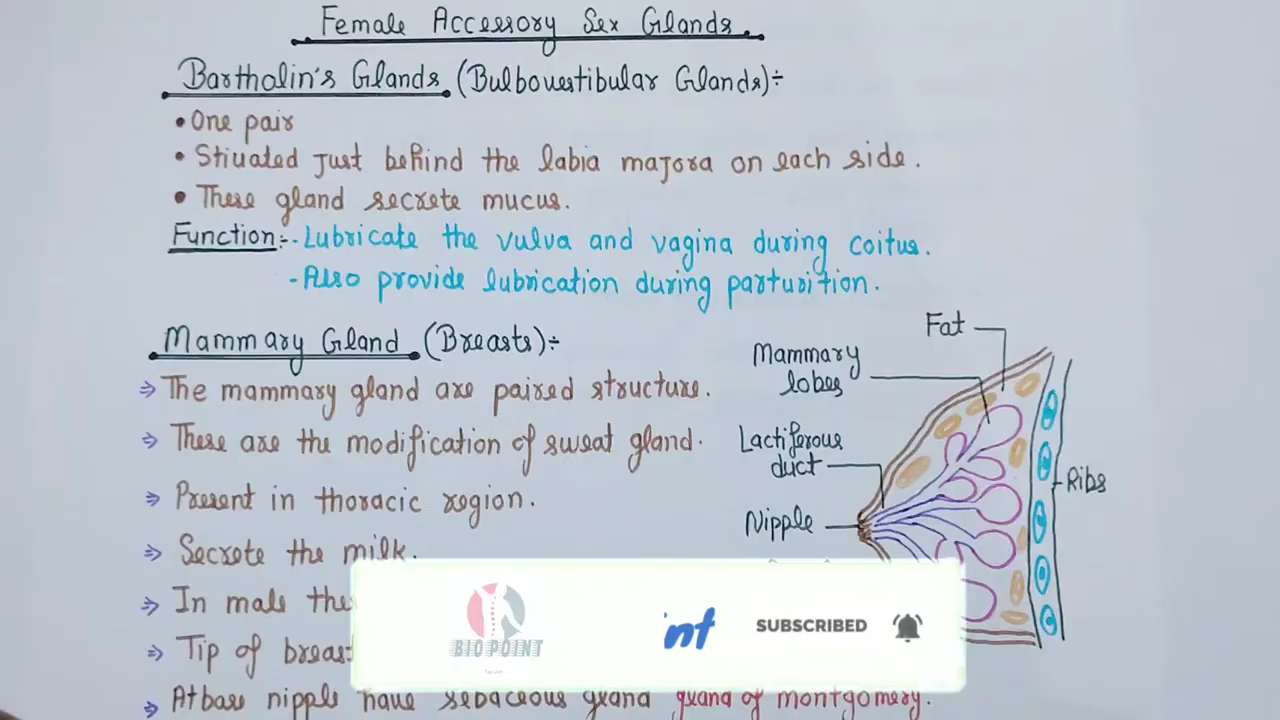 Female Accessory Sex Glands
Bartholin's Glands (Bulbovestibular Glands):-
• One pair
• Stiuated just behind the labia majora on each side.
• These gland secrete mucus.
Function:- - Lubricate the vulva and vagina during coitus.
- Also provide lubrication during parturition.
Mammary Gland (Breasts):-
⇒ The mammary gland are paired structure.
⇒ These are the modification of sweat gland.
⇒ Present in thoracic region.
⇒ Secrete the milk.
⇒ In male the
⇒ Tip of breast
⇒ At base nipple have sebaceous gland gland of montgomery.
Fat
Mammary
lobes
Lactiferous
duct
Nipple
Ribs
BIO POINT
int
SUBSCRIBED